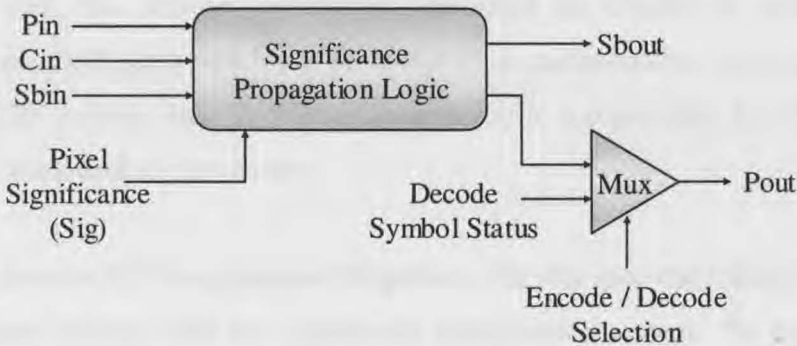 Pin
Cin
Sbin
Significance
Propagation Logic
Sbout
Pixel
Significance
(Sig)
Decode
Symbol Status
Mux
Pout
Encode / Decode
Selection